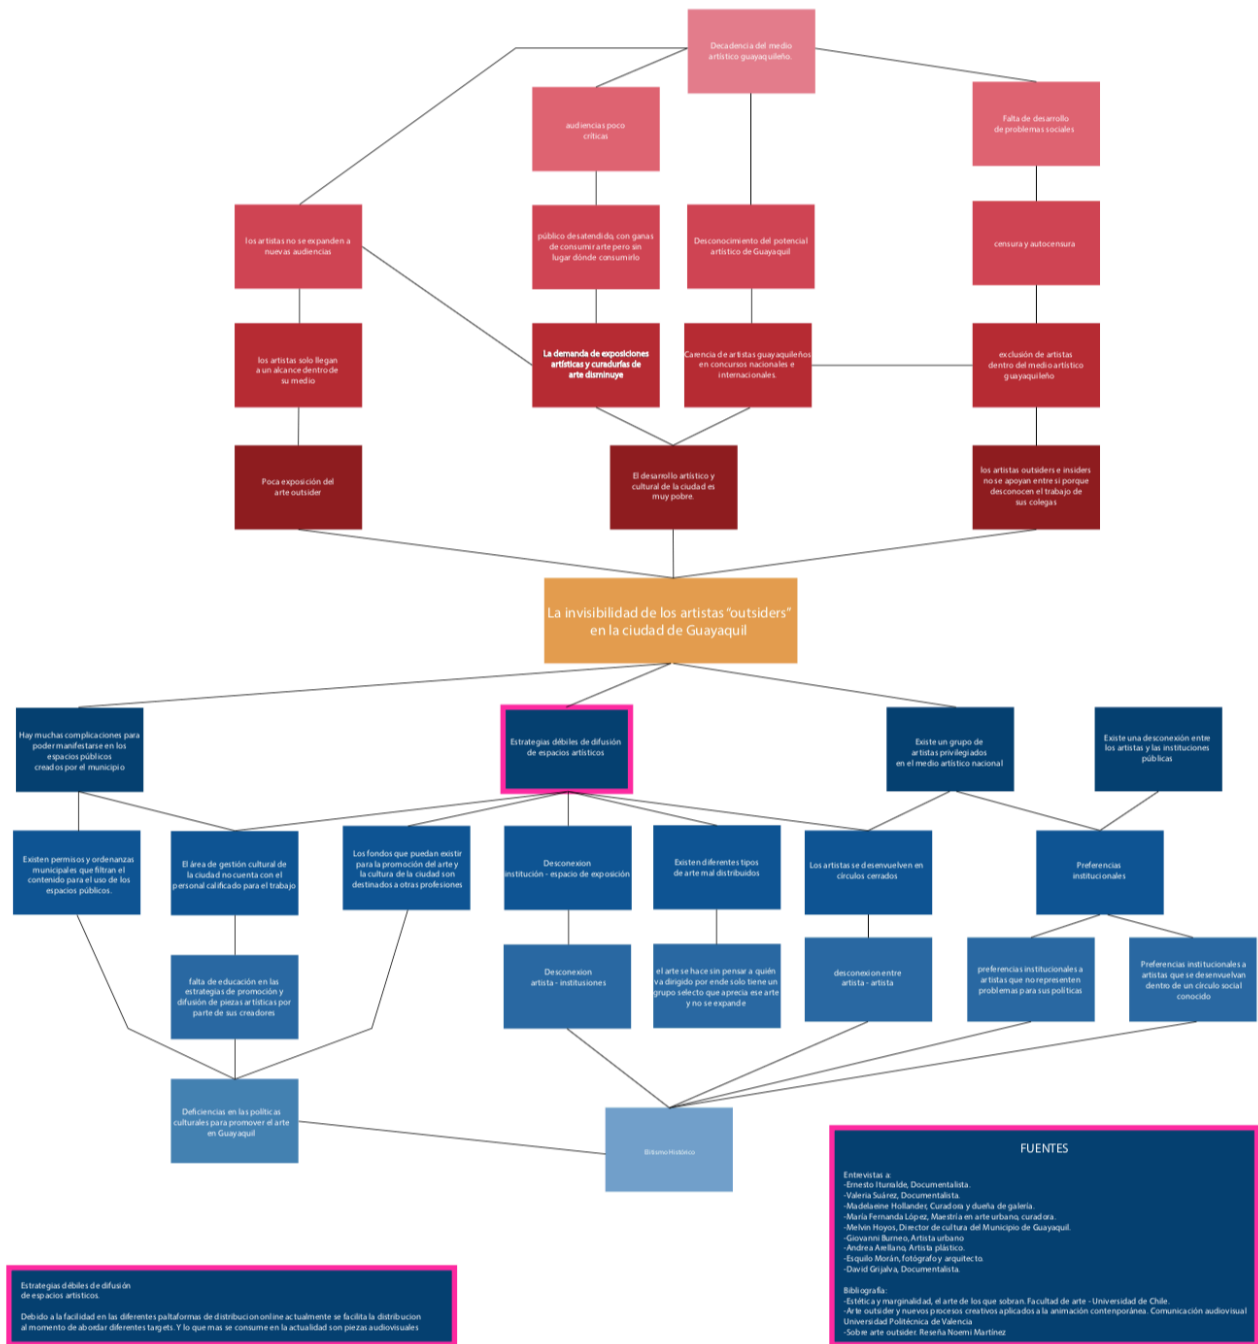 Decadencia del medio
artístico guayaquileño.
audiencias poco
críticas
Falta de desarrollo
de problemas sociales
los artistas no se expanden a
nuevas audiencias
público desatendido, con ganas
de consumir arte pero sin
lugar dónde consumirlo
Desconocimiento del potencial
artístico de Guayaquil
censura y autocensura
los artistas solo llegan
a un alcance dentro de
su medio
La demanda de exposiciones
artísticas y curadurías de
arte disminuye
Carencia de artistas guayaquileños
en concursos nacionales e
internacionales.
exclusión de artistas
dentro del medio artístico
guayaquileño
Poca exposición del
arte outsider
El desarrollo artístico y
cultural de la ciudad es
muy pobre.
los artistas outsiders e insiders
no se apoyan entre si porque
desconocen el trabajo de
sus colegas
La invisibilidad de los artistas "outsiders"
en la ciudad de Guayaquil
Hay muchas complicaciones para
poder manifestarse en los
espacios públicos
creados por el municipio
Estrategias débiles de difusión
de espacios artísticos
Existe un grupo de
artistas privilegiados
en el medio artístico nacional
Existe una desconexión entre
los artistas y las instituciones
públicas
Existen permisos y ordenanzas
municipales que filtran el
contenido para el uso de los
espacios públicos.
El área de gestión cultural de
la ciudad no cuenta con el
personal calificado para el trabajo
Los fondos que puedan existir
para la promoción del arte y
la cultura de la ciudad son
destinados a otras profesiones
Desconexion
institución - espacio de exposición
Existen diferentes tipos
de arte mal distribuidos
Los artistas se desenvuelven en
círculos cerrados
Preferencias
institucionales
falta de educación en las
estrategias de promoción y
difusión de piezas artísticas por
parte de sus creadores
Desconexion
artista - institusiones
el arte se hace sin pensar a quién
va dirigido por ende solo tiene un
grupo selecto que aprecia ese arte
y no se expande
desconexion entre
artista - artista
preferencias institucionales a
artistas que no representen
problemas para sus políticas
Preferencias institucionales a
artistas que se desenvuelvan
dentro de un círculo social
conocido
Deficiencias en las políticas
culturales para promover el arte
en Guayaquil
Elitismo Histórico
FUENTES
Entrevistas a:
-Ernesto Iturralde, Documentalista.
-Valeria Suárez, Documentalista.
-Madelaeine Hollander, Curadora y dueña de galería.
-María Fernanda López, Maestría en arte urbano, curadora.
-Melvin Hoyos, Director de cultura del Municipio de Guayaquil.
-Giovanni Burneo, Artista urbano
-Andrea Arellano, Artista plástico.
-Esquilo Morán, fotógrafo y arquitecto.
-David Grijalva, Documentalista.
Bibliografía:
-Estética y marginalidad, el arte de los que sobran. Facultad de arte - Universidad de Chile.
-Arte outsider y nuevos procesos creativos aplicados a la animación contemporánea. Comunicación audiovisual
Universidad Politécnica de Valencia
-Sobre arte outsider. Reseña Noemi Martínez
Estrategias débiles de difusión
de espacios artísticos.
Debido a la facilidad en las diferentes paltaformas de distribucion online actualmente se facilita la distribucion
al momento de abordar diferentes targets. Y lo que mas se consume en la actualidad son piezas audiovisuales